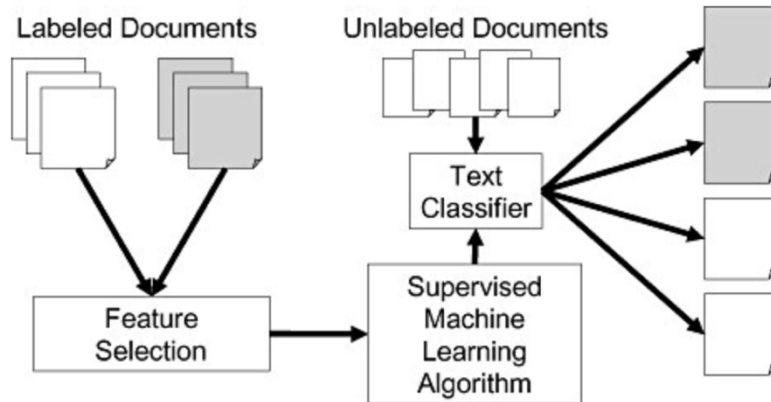 Labeled Documents
Unlabeled Documents
Text
Classifier
Feature
Selection
Supervised
Machine
Learning
Algorithm